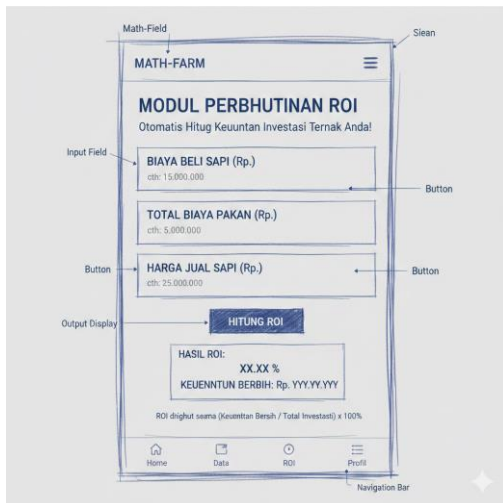 Math-Field
Siean
MATH-FARM
MODUL PERBHUTINAN ROI
Otomatis Hitug Keuuntan Investasi Ternak Anda!
Input Field
BIAYA BELI SAPI (Rp.)
cth: 15.000.000
Button
TOTAL BIAYA PAKAN (Rp.)
cth: 5,000.000
Button
HARGA JUAL SAPI (Rp.)
cth: 25.000.000
Button
Output Display
HITUNG ROI
HASIL ROI:
XX.XX %
KEUENNTUN BERBIH: Rp. YYY.YY.YYY
ROI drighut seama (Keuenttan Bersih / Total Investasti) x 100%
Home
Data
ROI
Profil
Navigation Bar